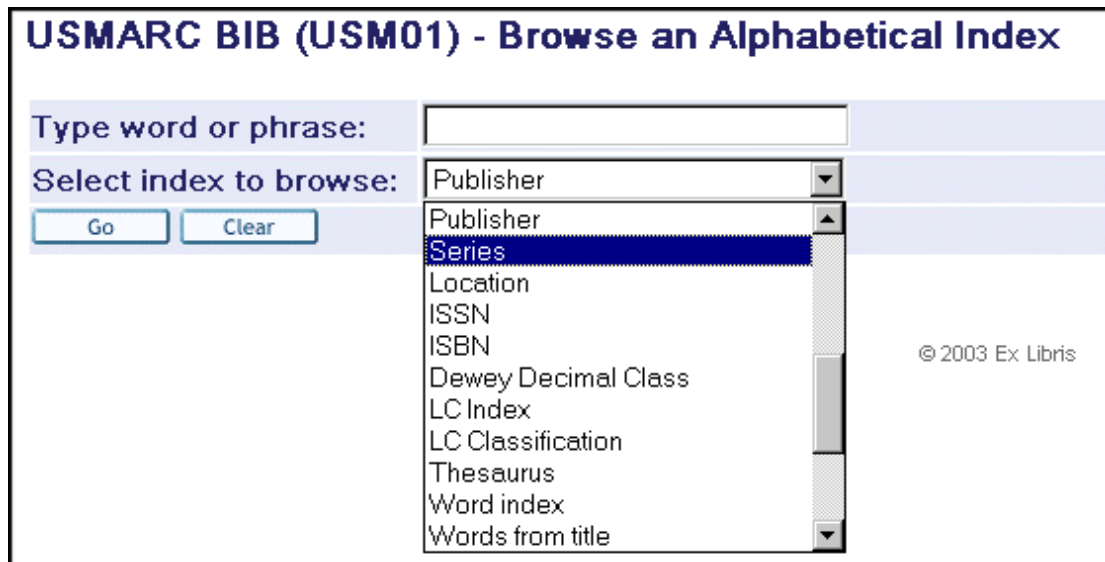 USMARC BIB (USM01) - Browse an Alphabetical Index
Type word or phrase:
Select index to browse: Publisher
Go Clear
Publisher
Series
Location
ISSN
ISBN
© 2003 Ex Libris
Dewey Decimal Class
LC Index
LC Classification
Thesaurus
Word index
Words from title